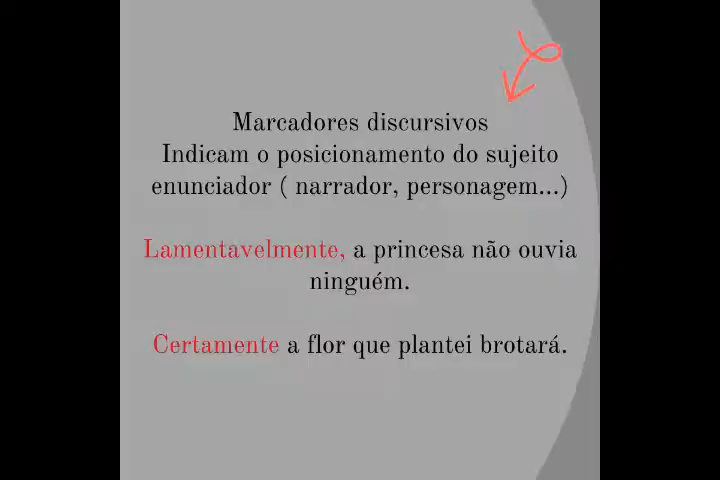 Marcadores discursivos
Indicam o posicionamento do sujeito
enunciador ( narrador, personagem...)
Lamentavelmente, a princesa não ouvia
ninguém.
Certamente a flor que plantei brotará.